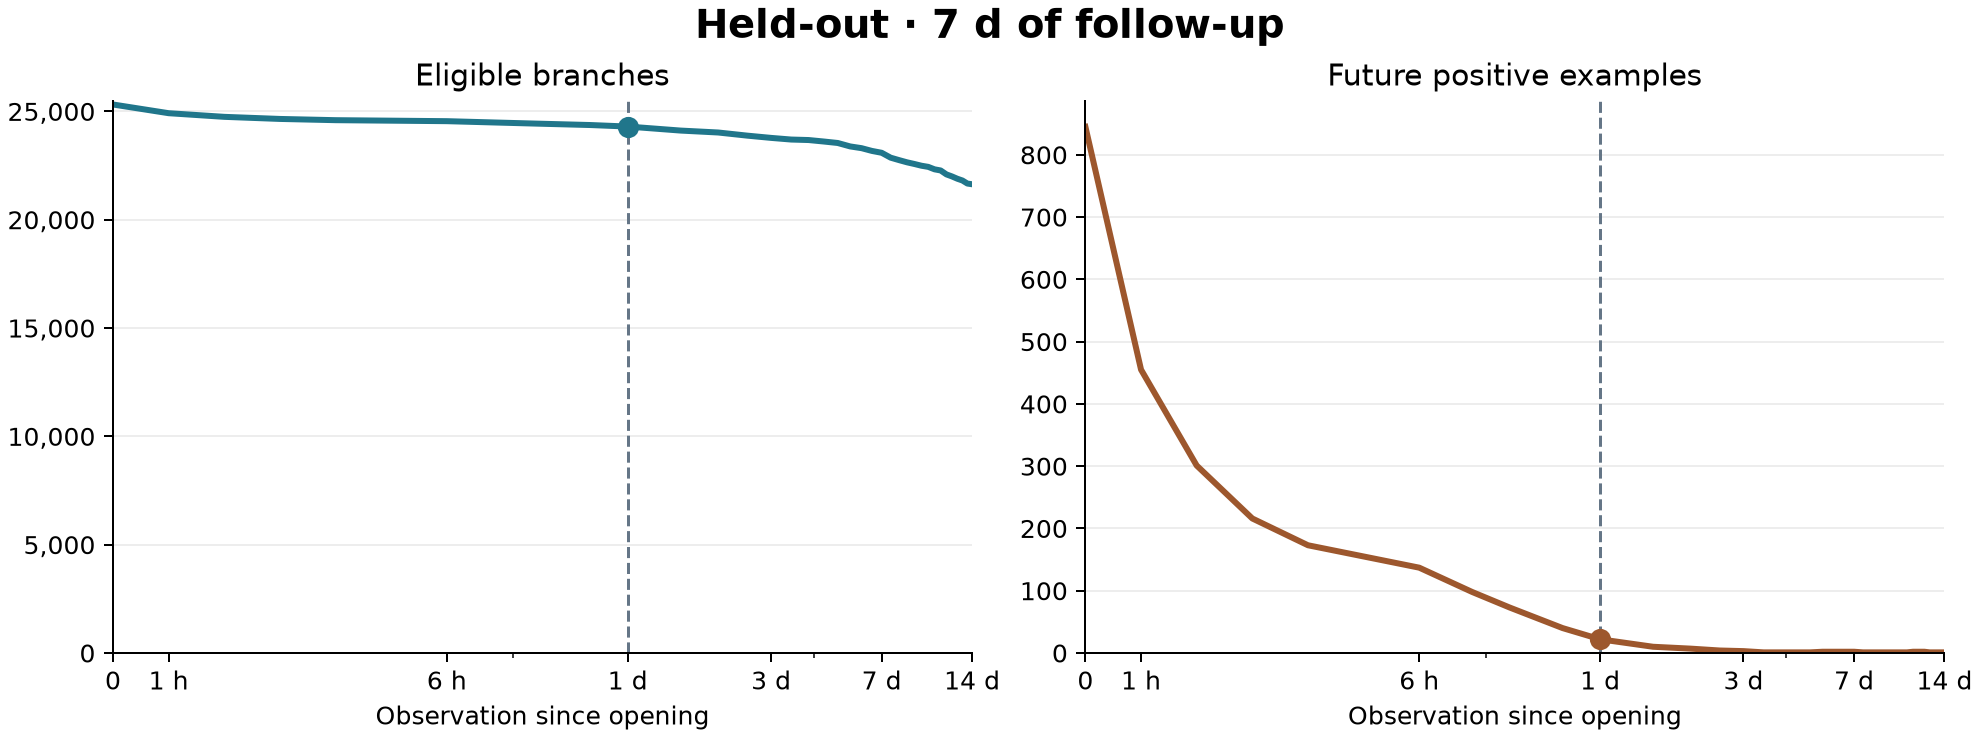 Held-out · 7 d of follow-up
Eligible branches
25,000
20,000
15,000
10,000
5,000
0
0 1 h 6 h 1 d 3 d 7 d 14 d
Observation since opening
Future positive examples
800
700
600
500
400
300
200
100
0
0 1 h 6 h 1 d 3 d 7 d 14 d
Observation since opening